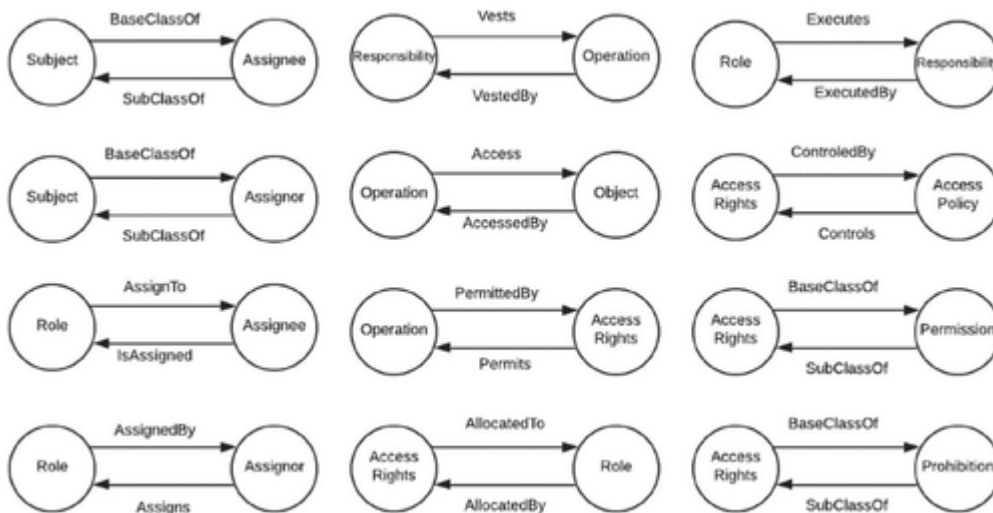 BaseClassOf
Subject
Assignee
SubClassOf
Vests
Responsibility
Operation
VestedBy
Executes
Role
Responsibility
ExecutedBy
BaseClassOf
Subject
Assignor
SubClassOf
Access
Operation
Object
AccessedBy
ControledBy
Access
Rights
Access
Policy
Controls
AssignTo
Role
Assignee
IsAssigned
PermittedBy
Operation
Access
Rights
Permits
BaseClassOf
Access
Rights
Permission
SubClassOf
AssignedBy
Role
Assignor
Assigns
AllocatedTo
Access
Rights
Role
AllocatedBy
BaseClassOf
Access
Rights
Prohibition
SubClassOf